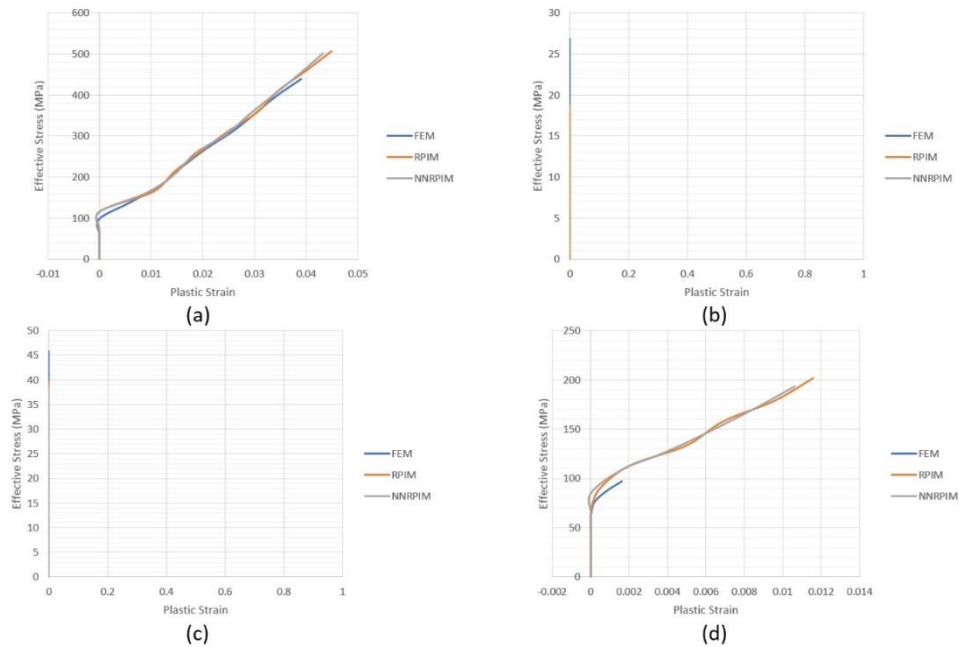 600
500
400
300
200
100
0
Effective Stress (MPa)
-0.01 0 0.01 0.02 0.03 0.04 0.05
Plastic Strain
FEM
RPIM
NNRPIM
(a)
30
25
20
15
10
5
0
Effective Stress (MPa)
0 0.2 0.4 0.6 0.8 1
Plastic Strain
FEM
RPIM
NNRPIM
(b)
50
45
40
35
30
25
20
15
10
5
0
Effective Stress (MPa)
0 0.2 0.4 0.6 0.8 1
Plastic Strain
FEM
RPIM
NNRPIM
(c)
250
200
150
100
50
0
Effective Stress (MPa)
-0.002 0 0.002 0.004 0.006 0.008 0.01 0.012 0.014
Plastic Strain
FEM
RPIM
NNRPIM
(d)